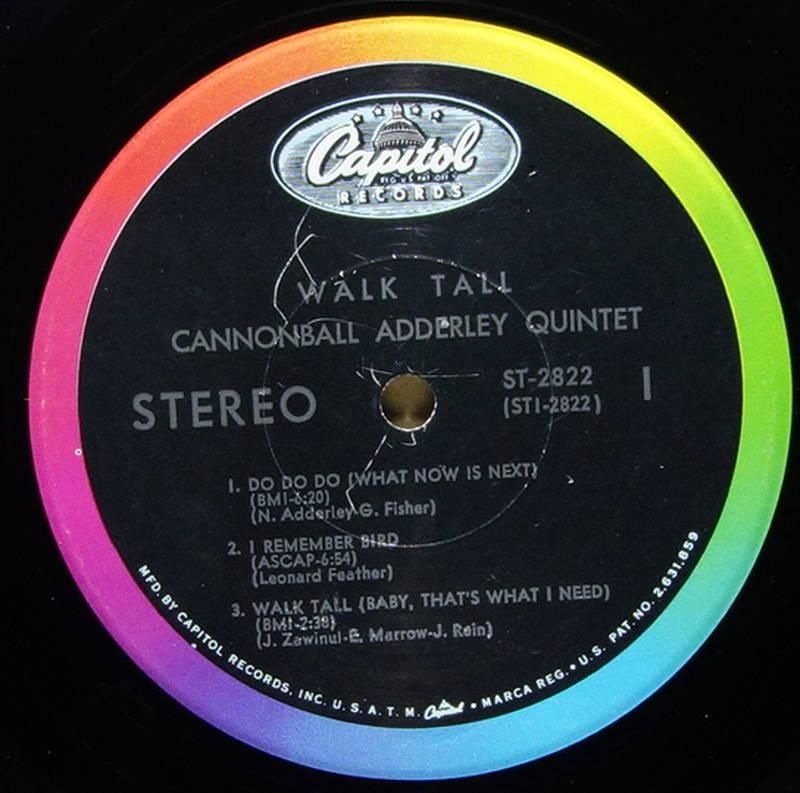 Capitol
REG. U.S. PAT. OFF.
RECORDS
WALK TALL
CANNONBALL ADDERLEY QUINTET
STEREO
ST-2822
(ST1-2822)
1
1. DO DO DO (WHAT NOW IS NEXT)
(BMI-6:20)
(N. Adderley-G. Fisher)
2. I REMEMBER BIRD
(ASCAP-6:54)
(Leonard Feather)
3. WALK TALL (BABY, THAT'S WHAT I NEED)
(BMI-2:38)
(J. Zawinul-E. Marrow-J. Rein)
MFD. BY CAPITOL RECORDS, INC. U. S. A. T. M. Capitol • MARCA REG. • U. S. PAT. NO. 2,631,859